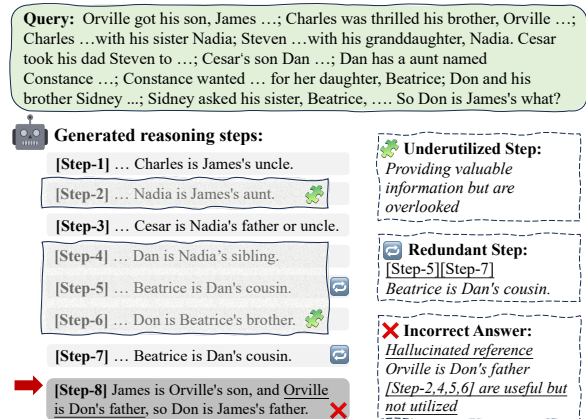 Query: Orville got his son, James …; Charles was thrilled his brother, Orville …;
Charles …with his sister Nadia; Steven …with his granddaughter, Nadia. Cesar
took his dad Steven to …; Cesar's son Dan …; Dan has a aunt named
Constance …; Constance wanted … for her daughter, Beatrice; Don and his
brother Sidney ...; Sidney asked his sister, Beatrice, …. So Don is James's what?
Generated reasoning steps:
[Step-1] … Charles is James's uncle.
[Step-2] … Nadia is James's aunt.
[Step-3] … Cesar is Nadia's father or uncle.
[Step-4] … Dan is Nadia's sibling.
[Step-5] … Beatrice is Dan's cousin.
[Step-6] … Don is Beatrice's brother.
[Step-7] … Beatrice is Dan's cousin.
[Step-8] James is Orville's son, and Orville
is Don's father, so Don is James's father.
Underutilized Step:
Providing valuable
information but are
overlooked
Redundant Step:
[Step-5][Step-7]
Beatrice is Dan's cousin.
Incorrect Answer:
Hallucinated reference
Orville is Don's father
[Step-2,4,5,6] are useful but
not utilized